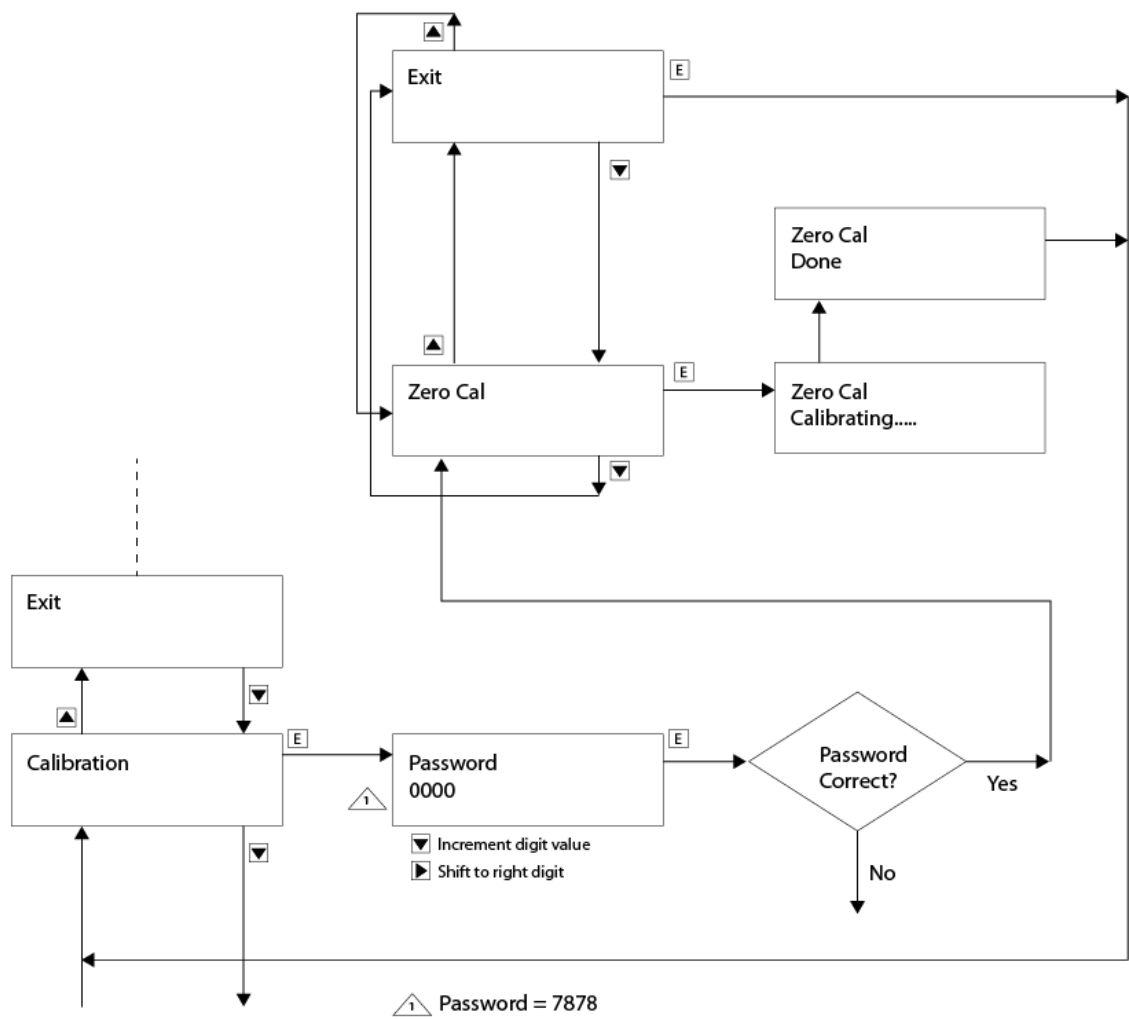 Exit
E
Zero Cal
Done
Zero Cal
E
Zero Cal
Calibrating.....
Exit
Calibration
E
Password
0000
E
Password
Correct?
Yes
1
Increment digit value
Shift to right digit
No
1 Password = 7878